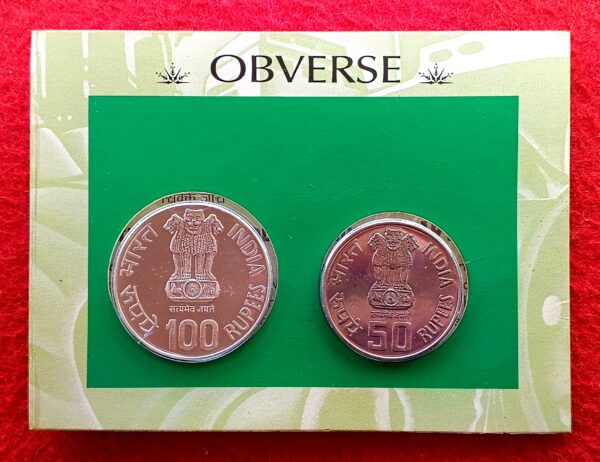 OBVERSE
भारत INDIA
सत्यमेव जयते
रुपये 100 RUPEES
भारत INDIA
रुपये 50 RUPEES